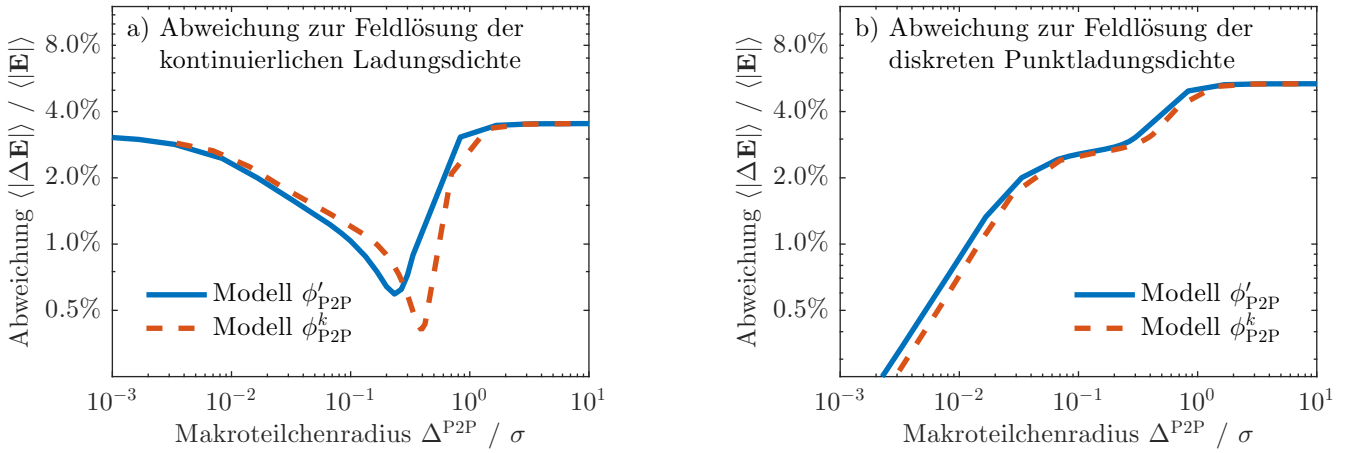 a) Abweichung zur Feldlösung der
kontinuierlichen Ladungsdichte
Abweichung ⟨|ΔE|⟩ / ⟨|E|⟩
8.0%
4.0%
2.0%
1.0%
0.5%
Modell ϕ′P2P
Modell ϕᵏP2P
10⁻³ 10⁻² 10⁻¹ 10⁰ 10¹
Makroteilchenradius Δᴾ²ᴾ / σ
b) Abweichung zur Feldlösung der
diskreten Punktladungsdichte
Abweichung ⟨|ΔE|⟩ / ⟨|E|⟩
8.0%
4.0%
2.0%
1.0%
0.5%
Modell ϕ′P2P
Modell ϕᵏP2P
10⁻³ 10⁻² 10⁻¹ 10⁰ 10¹
Makroteilchenradius Δᴾ²ᴾ / σ